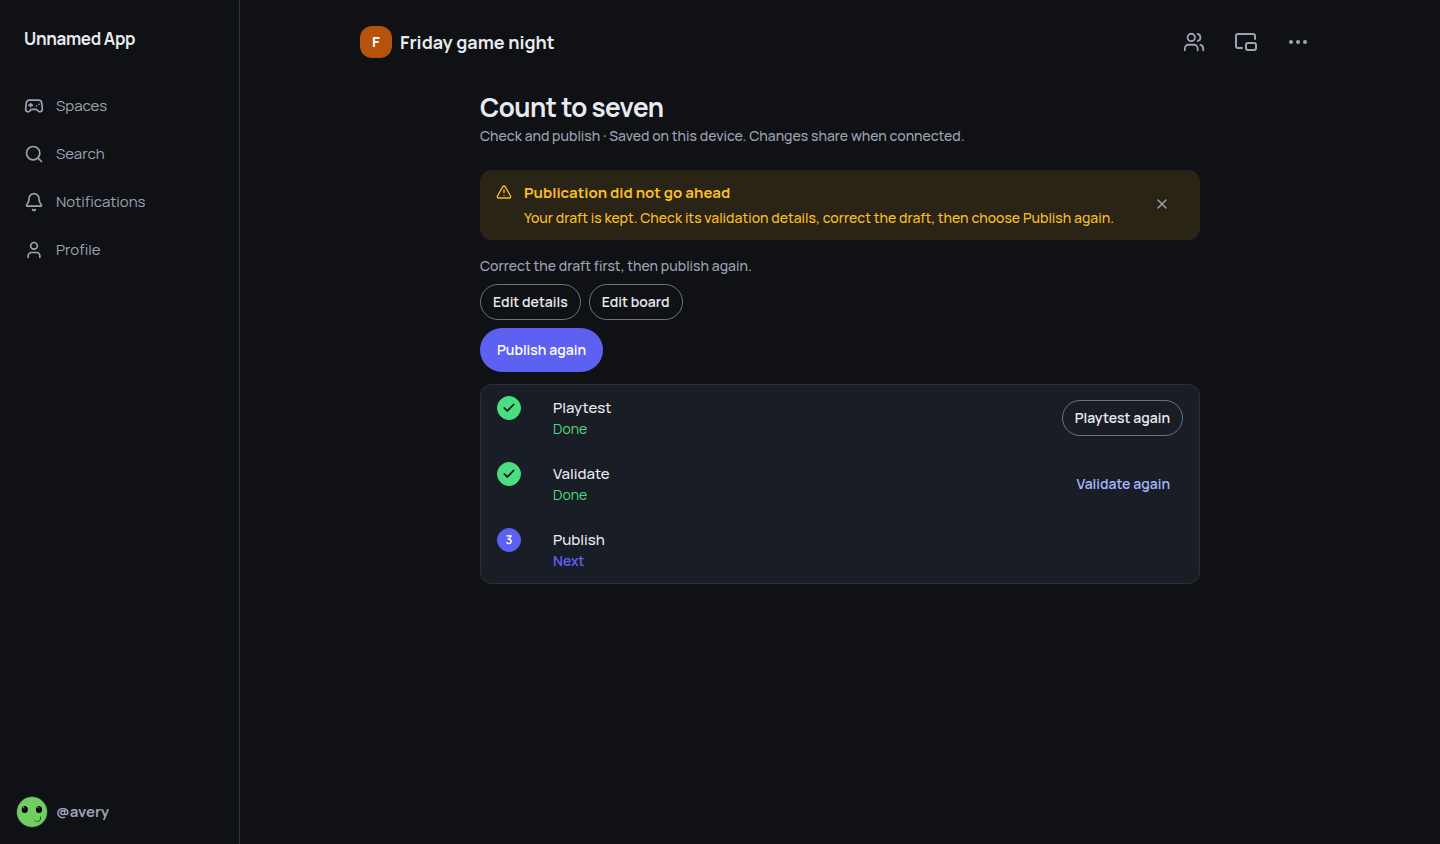 Unnamed App
Spaces
Search
Notifications
Profile
@avery
F Friday game night
Count to seven
Check and publish · Saved on this device. Changes share when connected.
Publication did not go ahead
Your draft is kept. Check its validation details, correct the draft, then choose Publish again.
Correct the draft first, then publish again.
Edit details Edit board
Publish again
Playtest
Done
Playtest again
Validate
Done
Validate again
3 Publish
Next